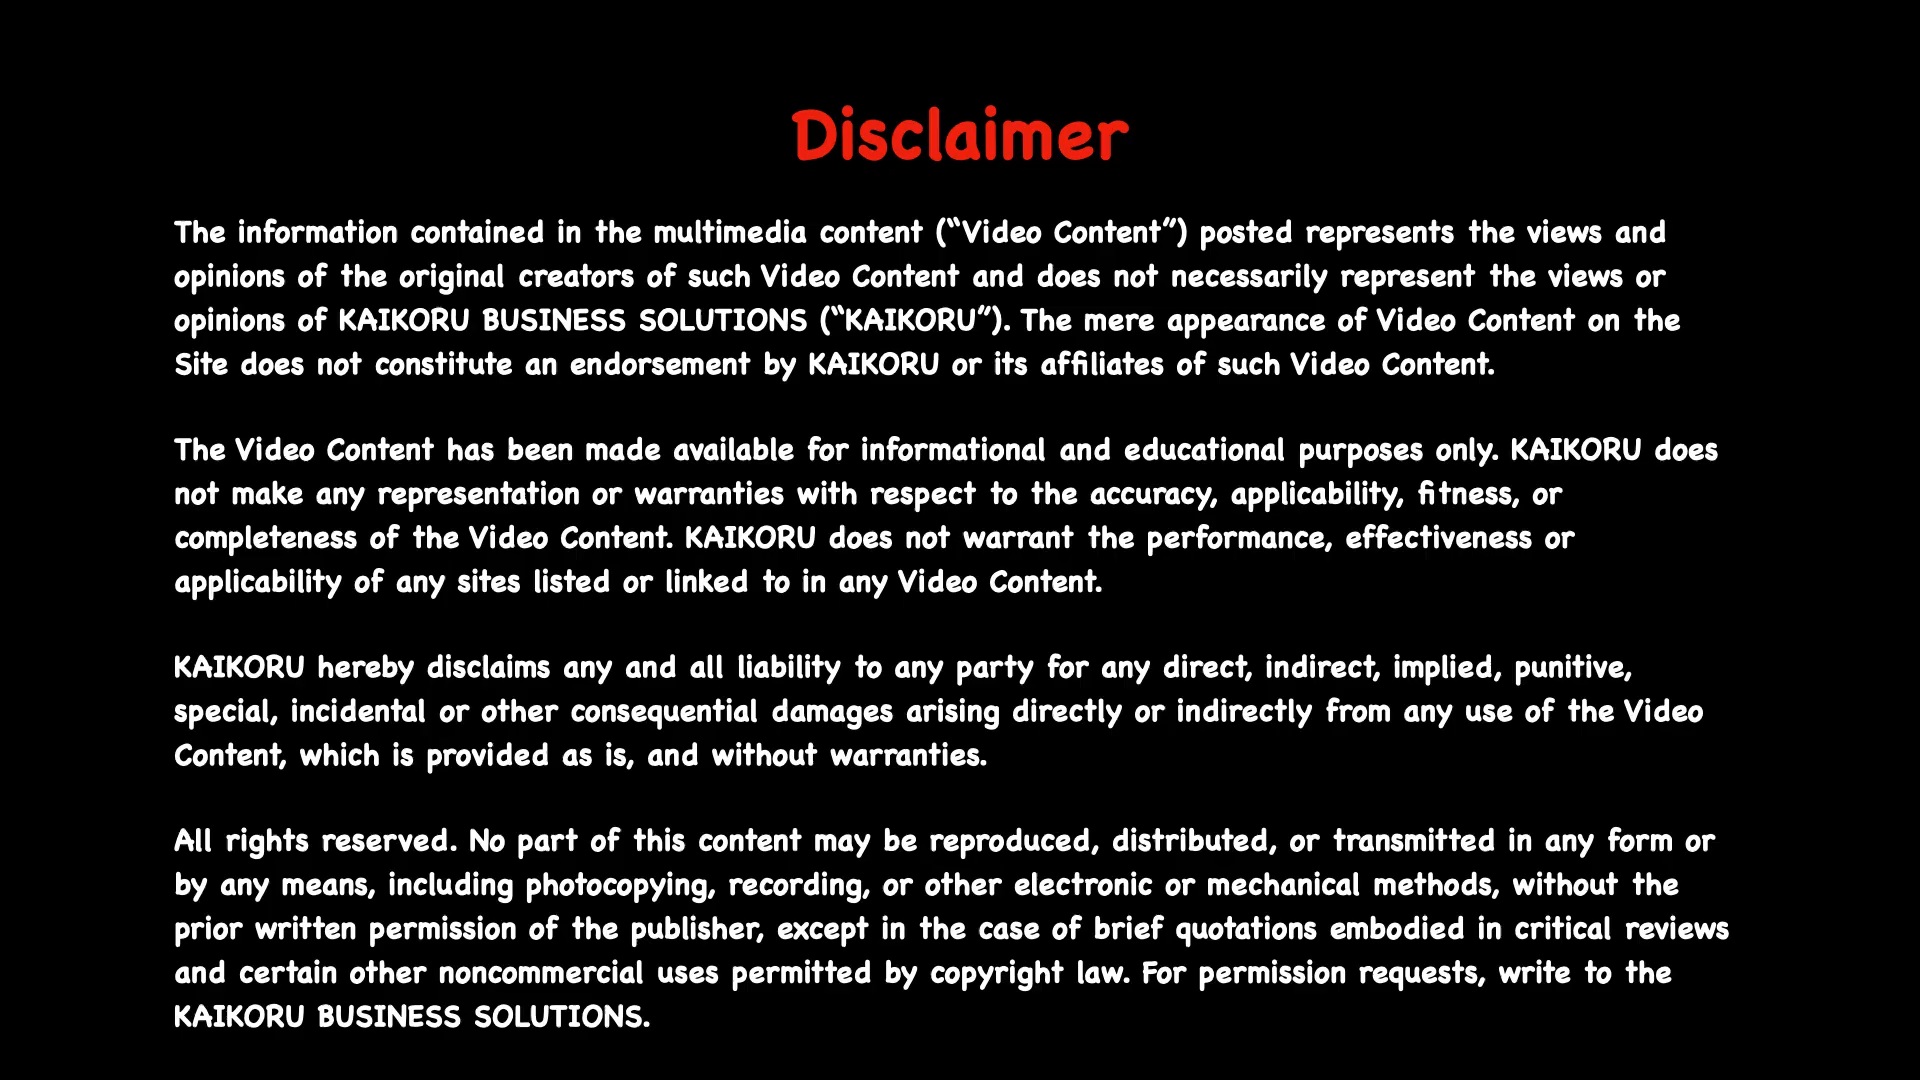 Disclaimer
The information contained in the multimedia content (“Video Content”) posted represents the views and
opinions of the original creators of such Video Content and does not necessarily represent the views or
opinions of KAIKORU BUSINESS SOLUTIONS (“KAIKORU”). The mere appearance of Video Content on the
Site does not constitute an endorsement by KAIKORU or its affiliates of such Video Content.
The Video Content has been made available for informational and educational purposes only. KAIKORU does
not make any representation or warranties with respect to the accuracy, applicability, fitness, or
completeness of the Video Content. KAIKORU does not warrant the performance, effectiveness or
applicability of any sites listed or linked to in any Video Content.
KAIKORU hereby disclaims any and all liability to any party for any direct, indirect, implied, punitive,
special, incidental or other consequential damages arising directly or indirectly from any use of the Video
Content, which is provided as is, and without warranties.
All rights reserved. No part of this content may be reproduced, distributed, or transmitted in any form or
by any means, including photocopying, recording, or other electronic or mechanical methods, without the
prior written permission of the publisher, except in the case of brief quotations embodied in critical reviews
and certain other noncommercial uses permitted by copyright law. For permission requests, write to the
KAIKORU BUSINESS SOLUTIONS.